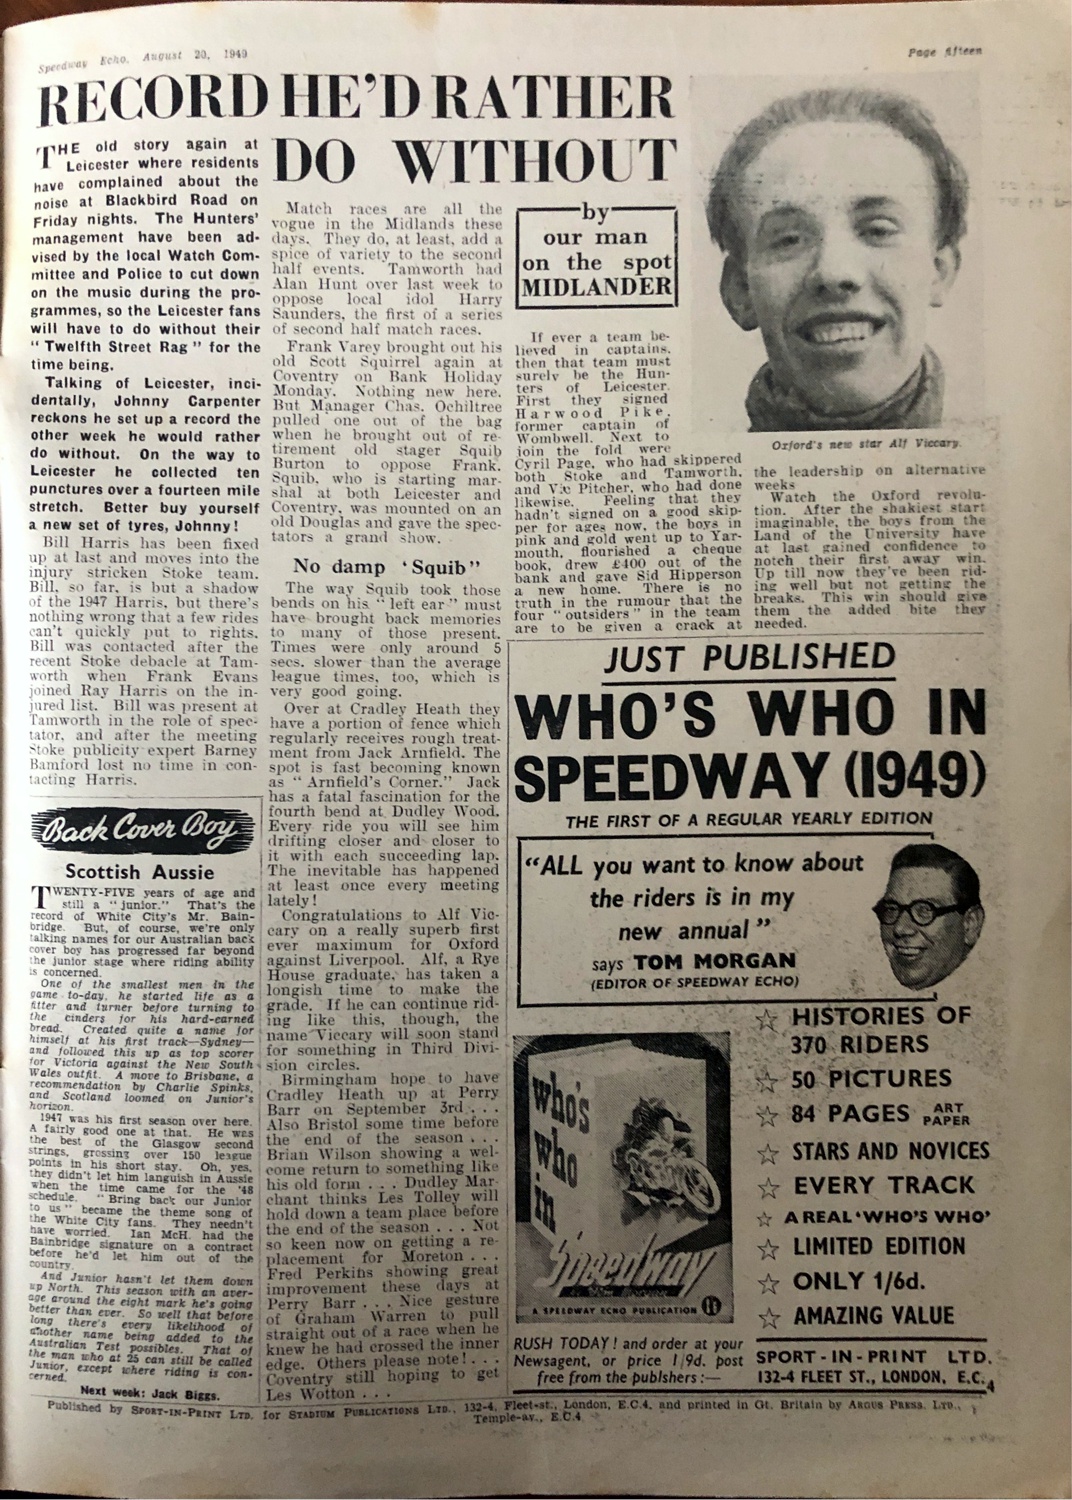 Speedway Echo, August 20, 1949
Page fifteen
RECORD HE'D RATHER
DO WITHOUT
THE old story again at
Leicester where residents
have complained about the
noise at Blackbird Road on
Friday nights. The Hunters'
management have been ad-
vised by the local Watch Com-
mittee and Police to cut down
on the music during the pro-
grammes, so the Leicester fans
will have to do without their
" Twelfth Street Rag " for the
time being.
Talking of Leicester, inci-
dentally, Johnny Carpenter
reckons he set up a record the
other week he would rather
do without. On the way to
Leicester he collected ten
punctures over a fourteen mile
stretch. Better buy yourself
a new set of tyres, Johnny!
Bill Harris has been fixed
up at last and moves into the
injury stricken Stoke team.
Bill, so far, is but a shadow
of the 1947 Harris, but there's
nothing wrong that a few rides
can't quickly put to rights.
Bill was contacted after the
recent Stoke debacle at Tam-
worth when Frank Evans
joined Ray Harris on the in-
jured list. Bill was present at
Tamworth in the role of spec-
tator, and after the meeting
Stoke publicity expert Barney
Bamford lost no time in con-
tacting Harris.
Back Cover Boy
Scottish Aussie
TWENTY-FIVE years of age and
still a " junior." That's the
record of White City's Mr. Bain-
bridge. But, of course, we're only
talking names for our Australian back
cover boy has progressed far beyond
the junior stage where riding ability
is concerned.
One of the smallest men in the
game to-day, he started life as a
fitter and turner before turning to
the cinders for his hard-earned
bread. Created quite a name for
himself at his first track—Sydney—
and followed this up as top scorer
for Victoria against the New South
Wales outfit. A move to Brisbane, a
recommendation by Charlie Spinks,
and Scotland loomed on Junior's
horizon.
1947 was his first season over here.
A fairly good one at that. He was
the best of the Glasgow second
strings, grossing over 150 league
points in his short stay. Oh, yes,
they didn't let him languish in Aussie
when the time came for the '48
schedule. " Bring back our Junior
to us " became the theme song of
the White City fans. They needn't
have worried. Ian McH. had the
Bainbridge signature on a contract
before he'd let him out of the
country.
And Junior hasn't let them down
up North. This season with an aver-
age around the eight mark he's going
better than ever. So well that before
long there's every likelihood of
another name being added to the
Australian Test possibles. That of
the man who at 25 can still be called
Junior, except where riding is con-
cerned.
Next week: Jack Biggs.
Match races are all the
vogue in the Midlands these
days. They do, at least, add a
spice of variety to the second
half events. Tamworth had
Alan Hunt over last week to
oppose local idol Harry
Saunders, the first of a series
of second half match races.
Frank Varey brought out his
old Scott Squirrel again at
Coventry on Bank Holiday
Monday. Nothing new here.
But Manager Chas. Ochiltree
pulled one out of the bag
when he brought out of re-
tirement old stager Squib
Burton to oppose Frank.
Squib, who is starting mar-
shal at both Leicester and
Coventry, was mounted on an
old Douglas and gave the spec-
tators a grand show.
No damp 'Squib"
The way Squib took those
bends on his " left ear " must
have brought back memories
to many of those present.
Times were only around 5
secs. slower than the average
league times, too, which is
very good going.
Over at Cradley Heath they
have a portion of fence which
regularly receives rough treat-
ment from Jack Arnfield. The
spot is fast becoming known
as " Arnfield's Corner." Jack
has a fatal fascination for the
fourth bend at Dudley Wood.
Every ride you will see him
drifting closer and closer to
it with each succeeding lap.
The inevitable has happened
at least once every meeting
lately!
Congratulations to Alf Vic-
cary on a really superb first
ever maximum for Oxford
against Liverpool. Alf, a Rye
House graduate, has taken a
longish time to make the
grade. If he can continue rid-
ing like this, though, the
name Viccary will soon stand
for something in Third Divi-
sion circles.
Birmingham hope to have
Cradley Heath up at Perry
Barr on September 3rd . . .
Also Bristol some time before
the end of the season . . .
Brian Wilson showing a wel-
come return to something like
his old form . . . Dudley Mar-
chant thinks Les Tolley will
hold down a team place before
the end of the season . . . Not
so keen now on getting a re-
placement for Moreton . . .
Fred Perkins showing great
improvement these days at
Perry Barr . . . Nice gesture
of Graham Warren to pull
straight out of a race when he
knew he had crossed the inner
edge. Others please note! . . .
Coventry still hoping to get
Les Wotton . . .
by
our man
on the spot
MIDLANDER
If ever a team be-
lieved in captains,
then that team must
surely be the Hun-
ters of Leicester.
First they signed
Harwood Pike,
former captain of
Wombwell. Next to
join the fold were
Cyril Page, who had skippered
both Stoke and Tamworth,
and Vic Pitcher, who had done
likewise. Feeling that they
hadn't signed on a good skip-
per for ages now, the boys in
pink and gold went up to Yar-
mouth, flourished a cheque
book, drew £400 out of the
bank and gave Sid Hipperson
a new home. There is no
truth in the rumour that the
four " outsiders " in the team
are to be given a crack at
Oxford's new star Alf Viccary.
the leadership on alternative
weeks
Watch the Oxford revolu-
tion. After the shakiest start
imaginable, the boys from the
Land of the University have
at last gained confidence to
notch their first away win.
Up till now they've been rid-
ing well but not getting the
breaks. This win should give
them the added bite they
needed.
JUST PUBLISHED
WHO'S WHO IN
SPEEDWAY (1949)
THE FIRST OF A REGULAR YEARLY EDITION
"ALL you want to know about
the riders is in my
new annual "
says TOM MORGAN
(EDITOR OF SPEEDWAY ECHO)
who's
who
in
Speedway
A SPEEDWAY ECHO PUBLICATION
☆ HISTORIES OF
370 RIDERS
☆ 50 PICTURES
☆ 84 PAGES ART PAPER
☆ STARS AND NOVICES
☆ EVERY TRACK
☆ A REAL 'WHO'S WHO'
☆ LIMITED EDITION
☆ ONLY 1/6d.
☆ AMAZING VALUE
RUSH TODAY! and order at your
Newsagent, or price 1/9d. post
free from the publshers :—
SPORT-IN-PRINT LTD.
132-4 FLEET ST., LONDON, E.C.4
Published by SPORT-IN-PRINT LTD. for STADIUM PUBLICATIONS LTD., 132-4, Fleet-st., London, E.C.4, and printed in Gt. Britain by ARGUS PRESS, LTD.,
Temple-av., E.C.4